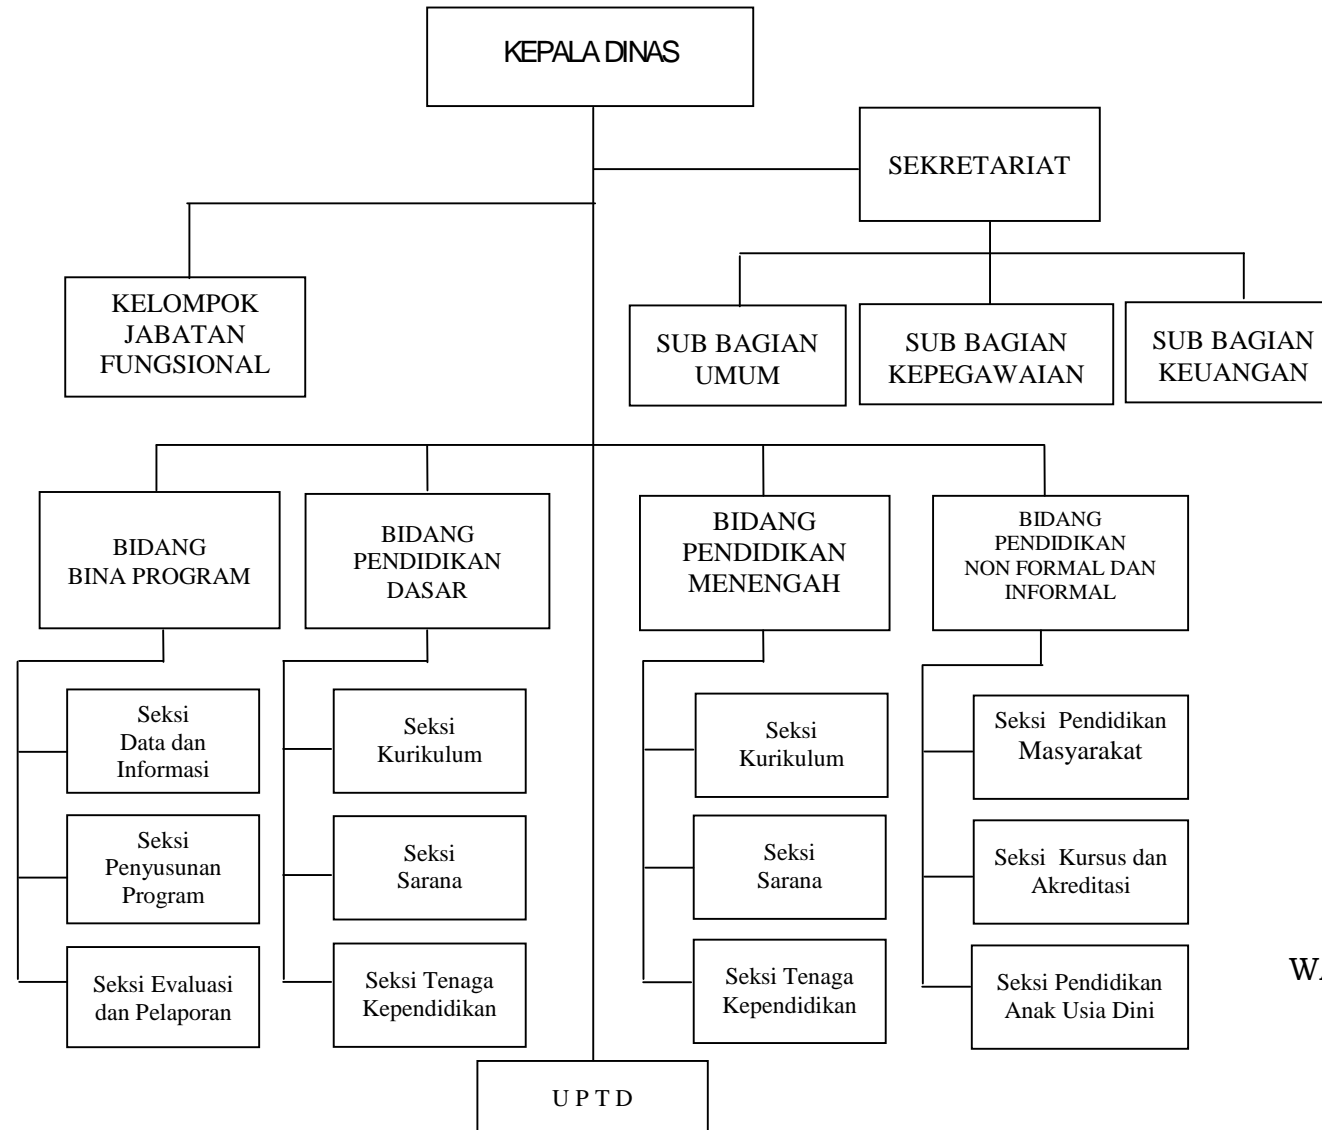 KEPALA DINAS
SEKRETARIAT
KELOMPOK
JABATAN
FUNGSIONAL
SUB BAGIAN
UMUM
SUB BAGIAN
KEPEGAWAIAN
SUB BAGIAN
KEUANGAN
BIDANG
BINA PROGRAM
BIDANG
PENDIDIKAN
DASAR
BIDANG
PENDIDIKAN
MENENGAH
BIDANG
PENDIDIKAN
NON FORMAL DAN
INFORMAL
Seksi
Data dan
Informasi
Seksi
Kurikulum
Seksi
Kurikulum
Seksi Pendidikan
Masyarakat
Seksi
Penyusunan
Program
Seksi
Sarana
Seksi
Sarana
Seksi Kursus dan
Akreditasi
Seksi Evaluasi
dan Pelaporan
Seksi Tenaga
Kependidikan
Seksi Tenaga
Kependidikan
Seksi Pendidikan
Anak Usia Dini
U P T D